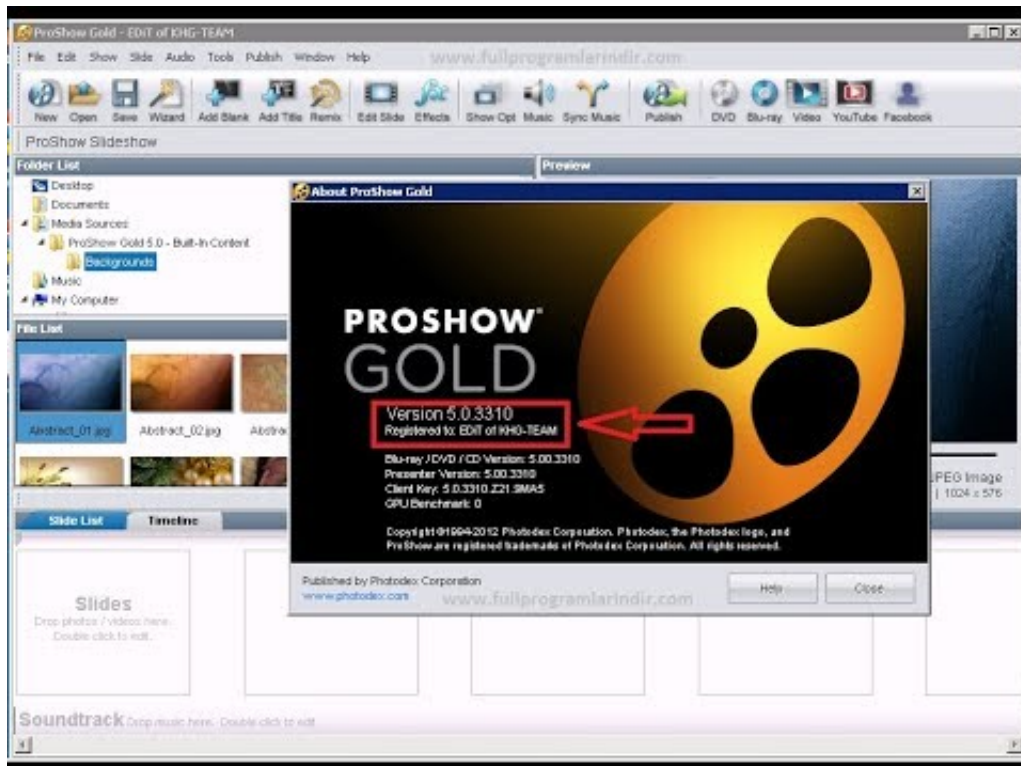 ProShow Gold - EDiT of KHG-TEAM
File Edit Show Slide Audio Tools Publish Window Help
www.fullprogramlarindir.com
New Open Save Wizard Add Blank Add Title Remix Edit Slide Effects Show Opt Music Sync Music Publish DVD Blu-ray Video YouTube Facebook
ProShow Slideshow
Folder List
Preview
Desktop
Documents
Media Sources
ProShow Gold 5.0 - Built-In Content
Backgrounds
Music
My Computer
File List
Abstract_01.jpg Abstract_02.jpg Abstra
About ProShow Gold
PROSHOW
GOLD
Version 5.0.3310
Registered to: EDiT of KHG-TEAM
Blu-ray / DVD / CD Version: 5.00.3310
Presenter Version: 5.00.3310
Client Key: 5.0.3310.Z21.9MA5
GPU Benchmark: 0
Copyright ©1994-2012 Photodex Corporation. Photodex, the Photodex logo, and
ProShow are registered trademarks of Photodex Corporation. All rights reserved.
Published by Photodex Corporation
www.photodex.com
www.fullprogramlarindir.com
Help Close
PEG Image
| 1024 x 576
Slide List Timeline
Slides
Drop photos / videos here.
Double click to edit.
Soundtrack Drop music here. Double click to edit